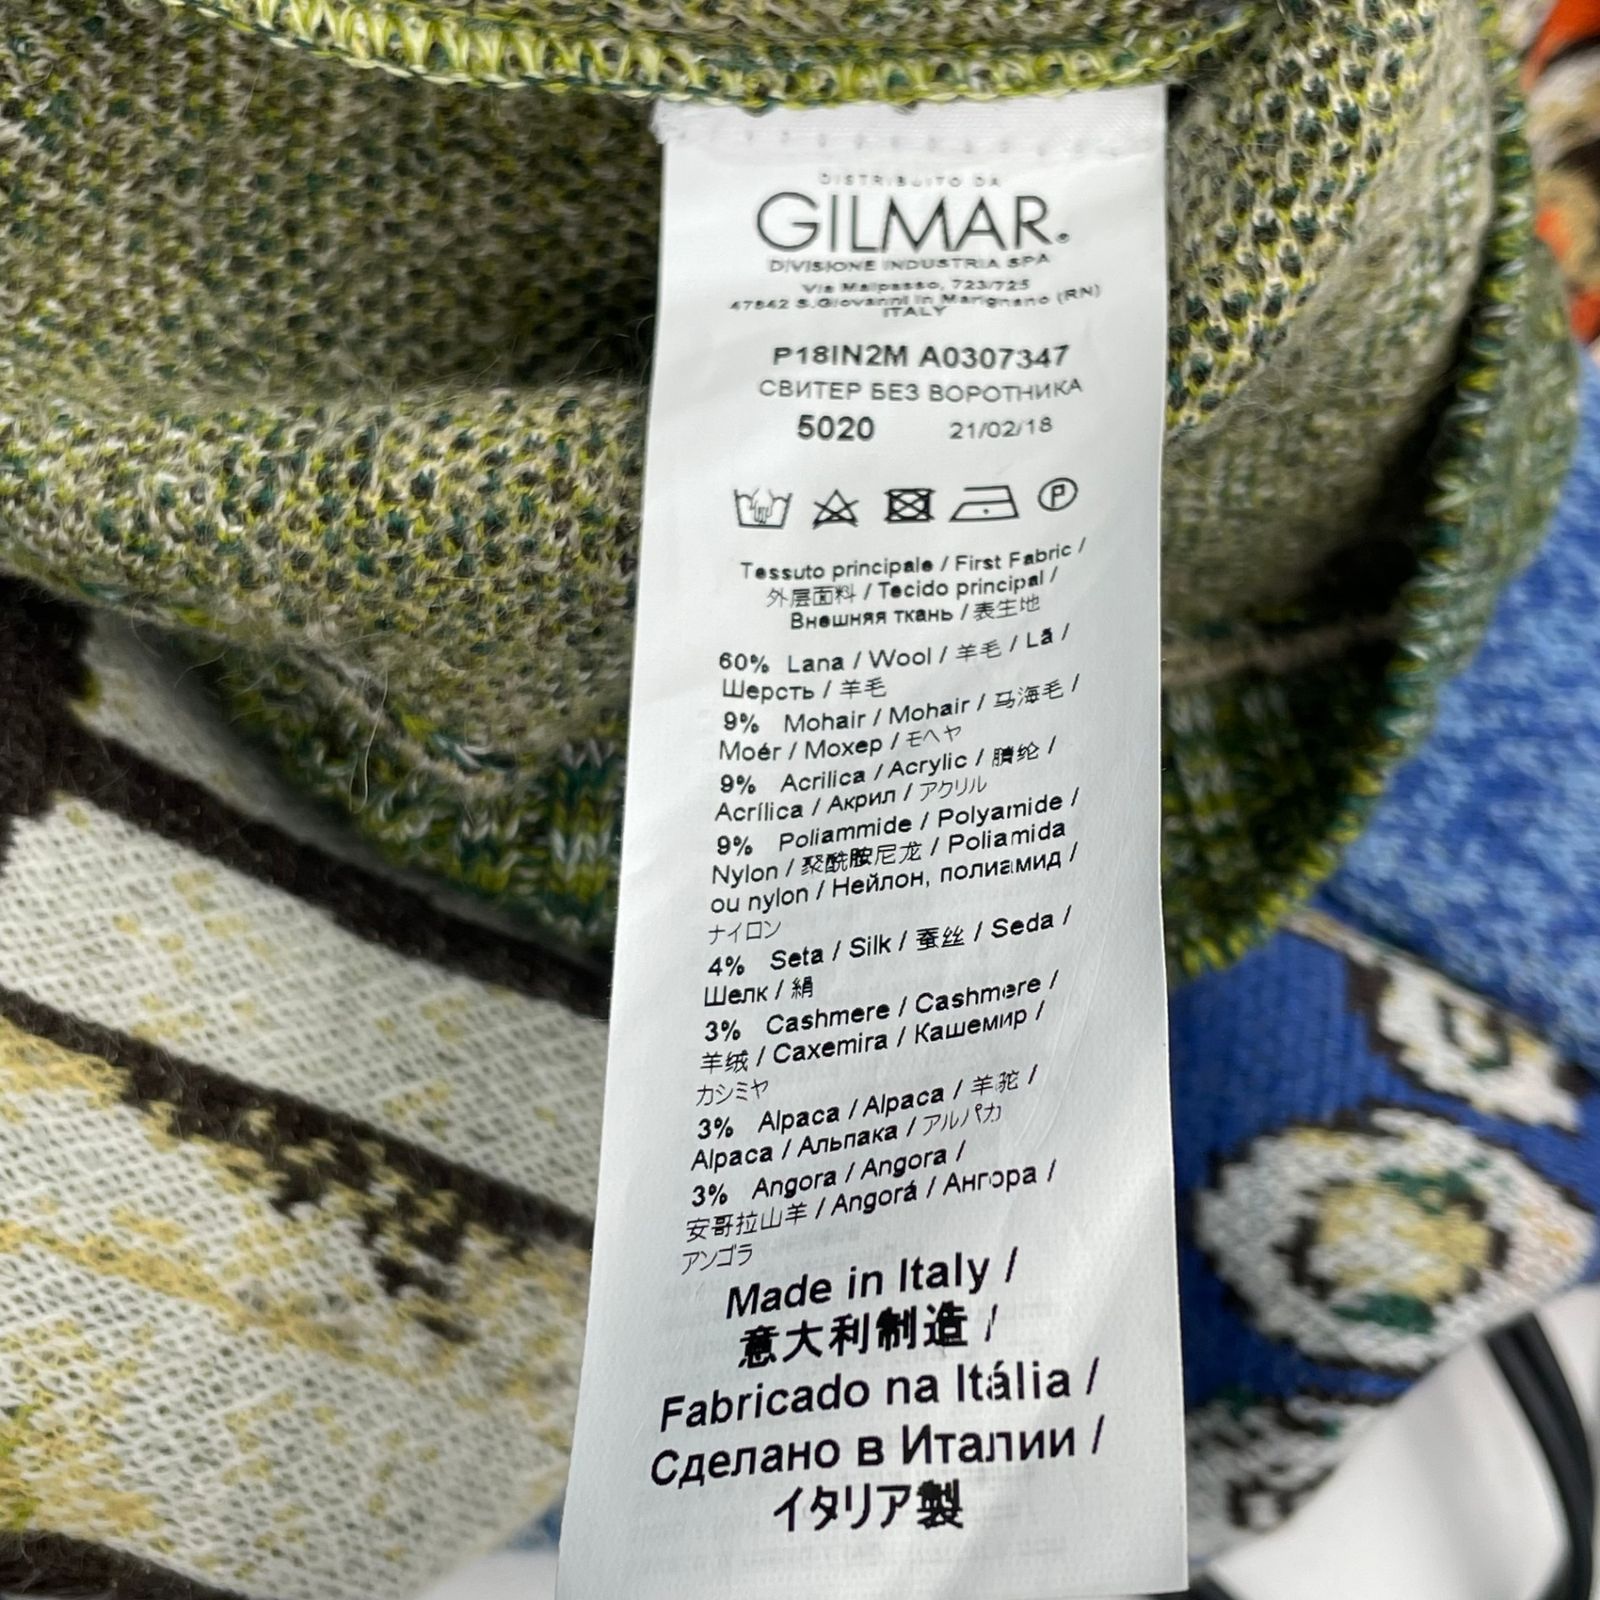 DISTRIBUITO DA
GILMAR.
DIVISIONE INDUSTRIA SPA
Via Malpasso, 723/725
47842 S.Giovanni in Marignano (RN)
ITALY
P18IN2M A0307347
СВИТЕР БЕЗ ВОРОТНИКА
5020 21/02/18
P
Tessuto principale / First Fabric /
外层面料 / Tecido principal /
Внешняя ткань / 表生地
60% Lana / Wool / 羊毛 / Lã /
Шерсть / 羊毛
9% Mohair / Mohair / 马海毛 /
Moér / Мохер / モヘヤ
9% Acrilica / Acrylic / 腈纶 /
Acrílica / Акрил / アクリル
9% Poliammide / Polyamide /
Nylon / 聚酰胺尼龙 / Poliamida
ou nylon / Нейлон, полиамид /
ナイロン
4% Seta / Silk / 蚕丝 / Seda /
Шелк / 絹
3% Cashmere / Cashmere /
羊绒 / Caxemira / Кашемир /
カシミヤ
3% Alpaca / Alpaca / 羊驼 /
Alpaca / Альпака / アルパカ
3% Angora / Angora /
安哥拉山羊 / Angorá / Ангора /
アンゴラ
Made in Italy /
意大利制造 /
Fabricado na Itália /
Сделано в Италии /
イタリア製